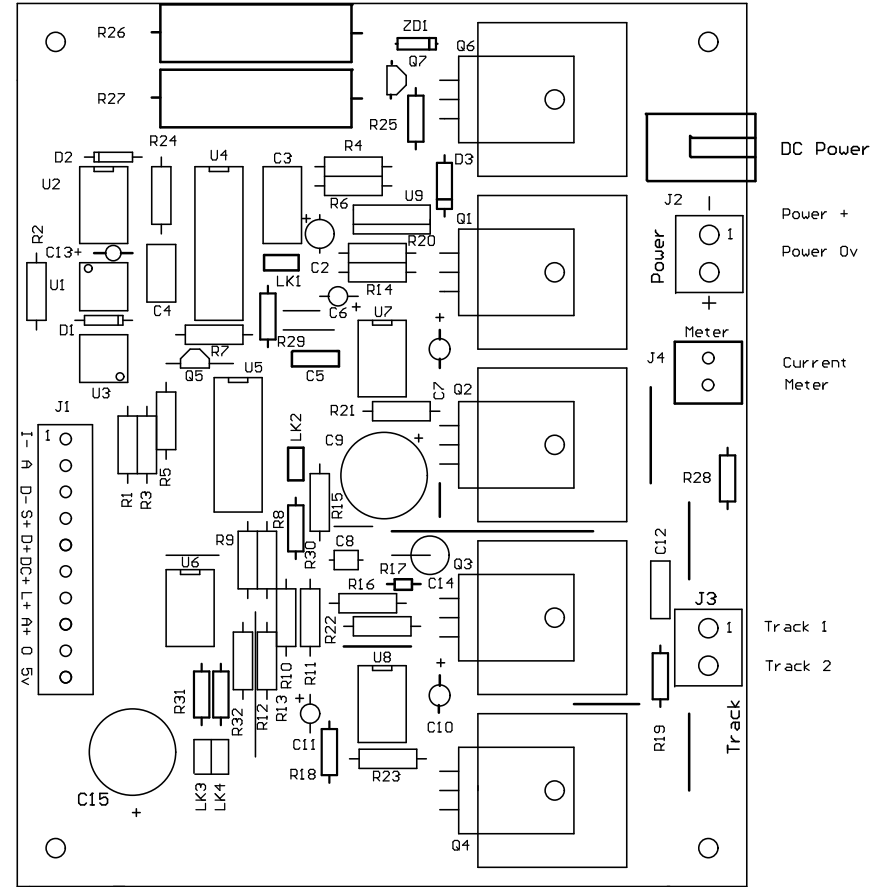 R26
ZD1
Q7
Q6
R27
R25
DC Power
R24
D2
U4
C3
R4
D3
U2
R6
U9
J2
Power +
Q1
R2
C13+
+
R20
Power
1
Power 0v
C2
U1
LK1
R14
C4
C6
+
+
U7
+
D1
R29
Meter
R7
J4
Current
Meter
Q5
U5
C5
U3
C7
Q2
J1
R21
LK2
C9
+
1
I- A D-S+D+DC+ L+ A+ 0 5v
R28
R1
R3
R5
R15
R8
R9
R30
C8
C12
U6
R17
C14
Q3
R16
J3
R22
1
Track 1
U8
+
Track 2
R10
R11
R31
R32
R12
R13
+
C10
C11
R19
Track
R18
R23
C15
LK3
LK4
+
Q4